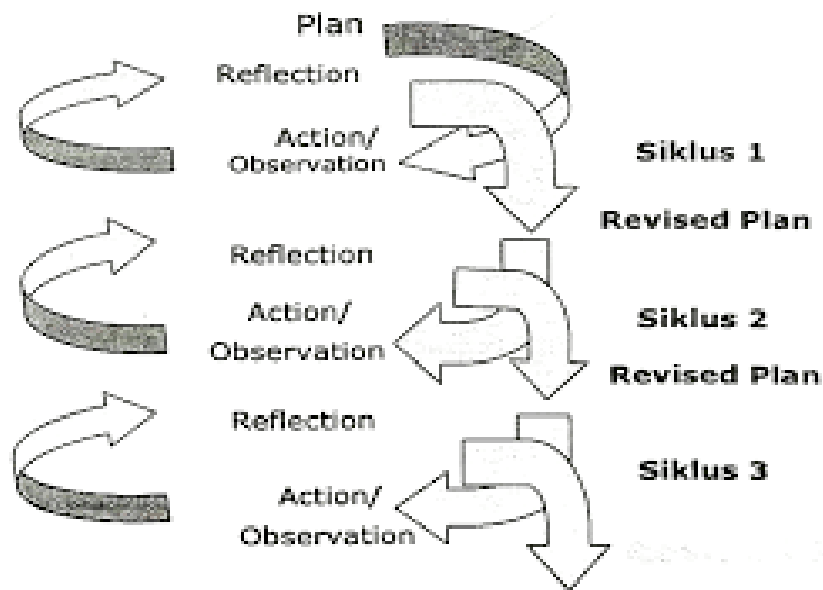 Plan
Reflection
Action/
Observation
Siklus 1
Revised Plan
Reflection
Action/
Observation
Siklus 2
Revised Plan
Reflection
Action/
Observation
Siklus 3